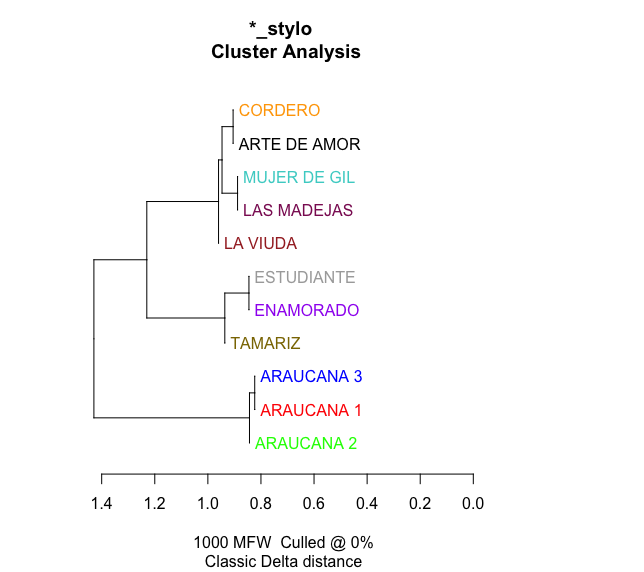 *_stylo
Cluster Analysis
CORDERO
ARTE DE AMOR
MUJER DE GIL
LAS MADEJAS
LA VIUDA
ESTUDIANTE
ENAMORADO
TAMARIZ
ARAUCANA 3
ARAUCANA 1
ARAUCANA 2
1.4 1.2 1.0 0.8 0.6 0.4 0.2 0.0
1000 MFW  Culled @ 0%
Classic Delta distance